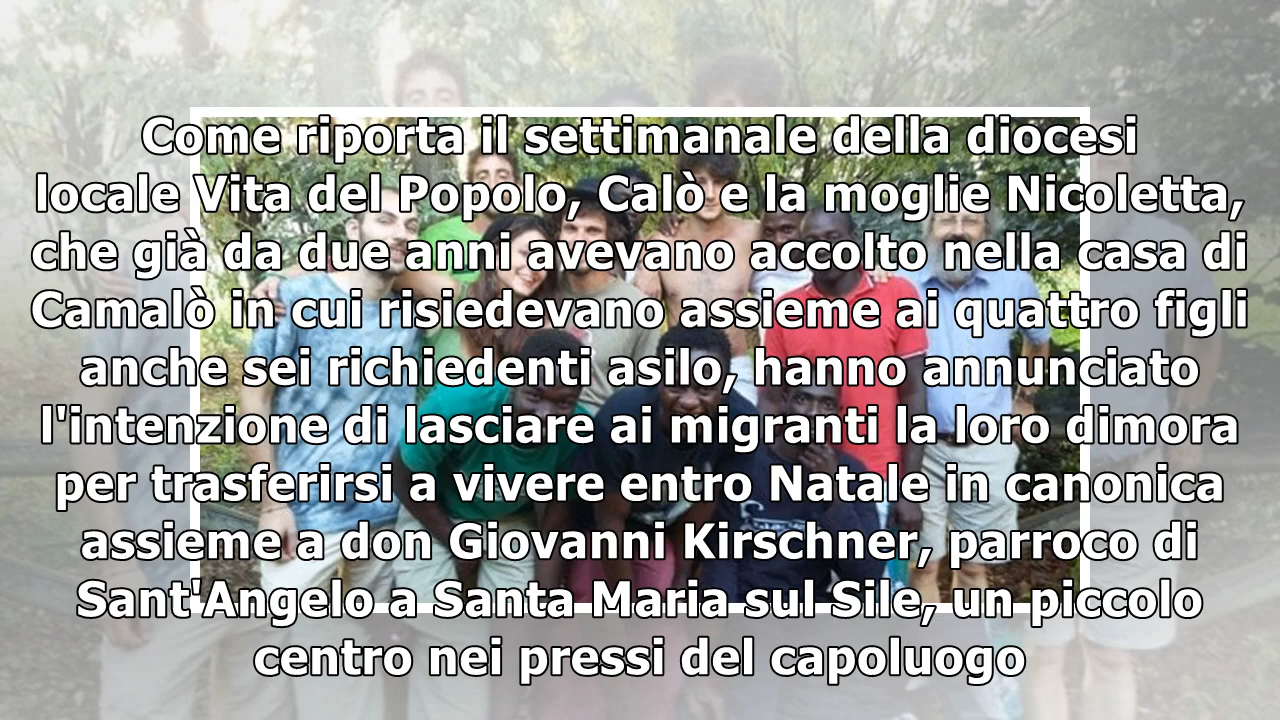 Come riporta il settimanale della diocesi
locale Vita del Popolo, Calò e la moglie Nicoletta,
che già da due anni avevano accolto nella casa di
Camalò in cui risiedevano assieme ai quattro figli
anche sei richiedenti asilo, hanno annunciato
l'intenzione di lasciare ai migranti la loro dimora
per trasferirsi a vivere entro Natale in canonica
assieme a don Giovanni Kirschner, parroco di
Sant'Angelo a Santa Maria sul Sile, un piccolo
centro nei pressi del capoluogo